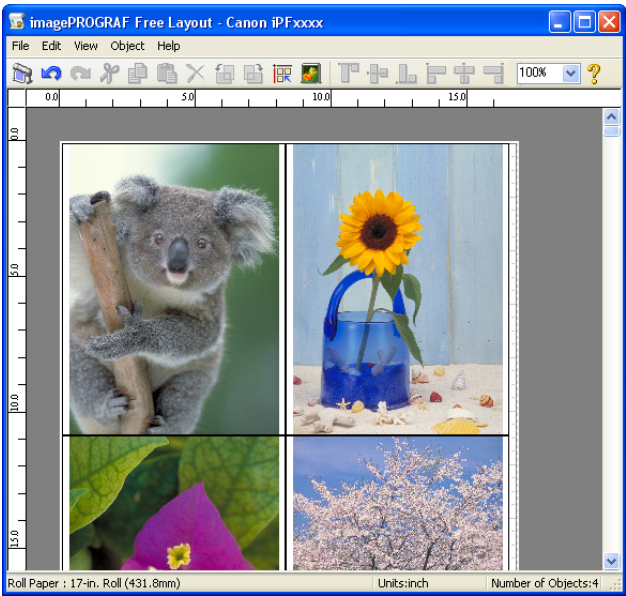 imagePROGRAF Free Layout - Canon iPFxxxx
File Edit View Object Help
100%
0.0 5.0 10.0 15.0
0.0
5.0
10.0
15.0
Roll Paper : 17-in. Roll (431.8mm) Units:inch Number of Objects:4